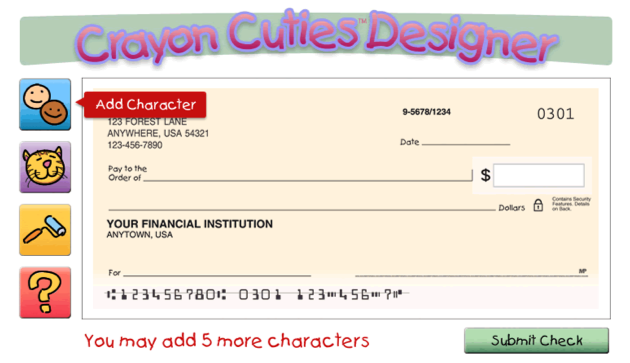 Crayon Cuties™ Designer
Add Character
123 FOREST LANE
ANYWHERE, USA 54321
123-456-7890
9-5678/1234
0301
Date
Pay to the
Order of
$
Dollars
Contains Security
Features. Details
on Back.
YOUR FINANCIAL INSTITUTION
ANYTOWN, USA
For
MP
⑆123456780⑆ 0301 123⑈456⑈7⑈
?
You may add 5 more characters
Submit Check